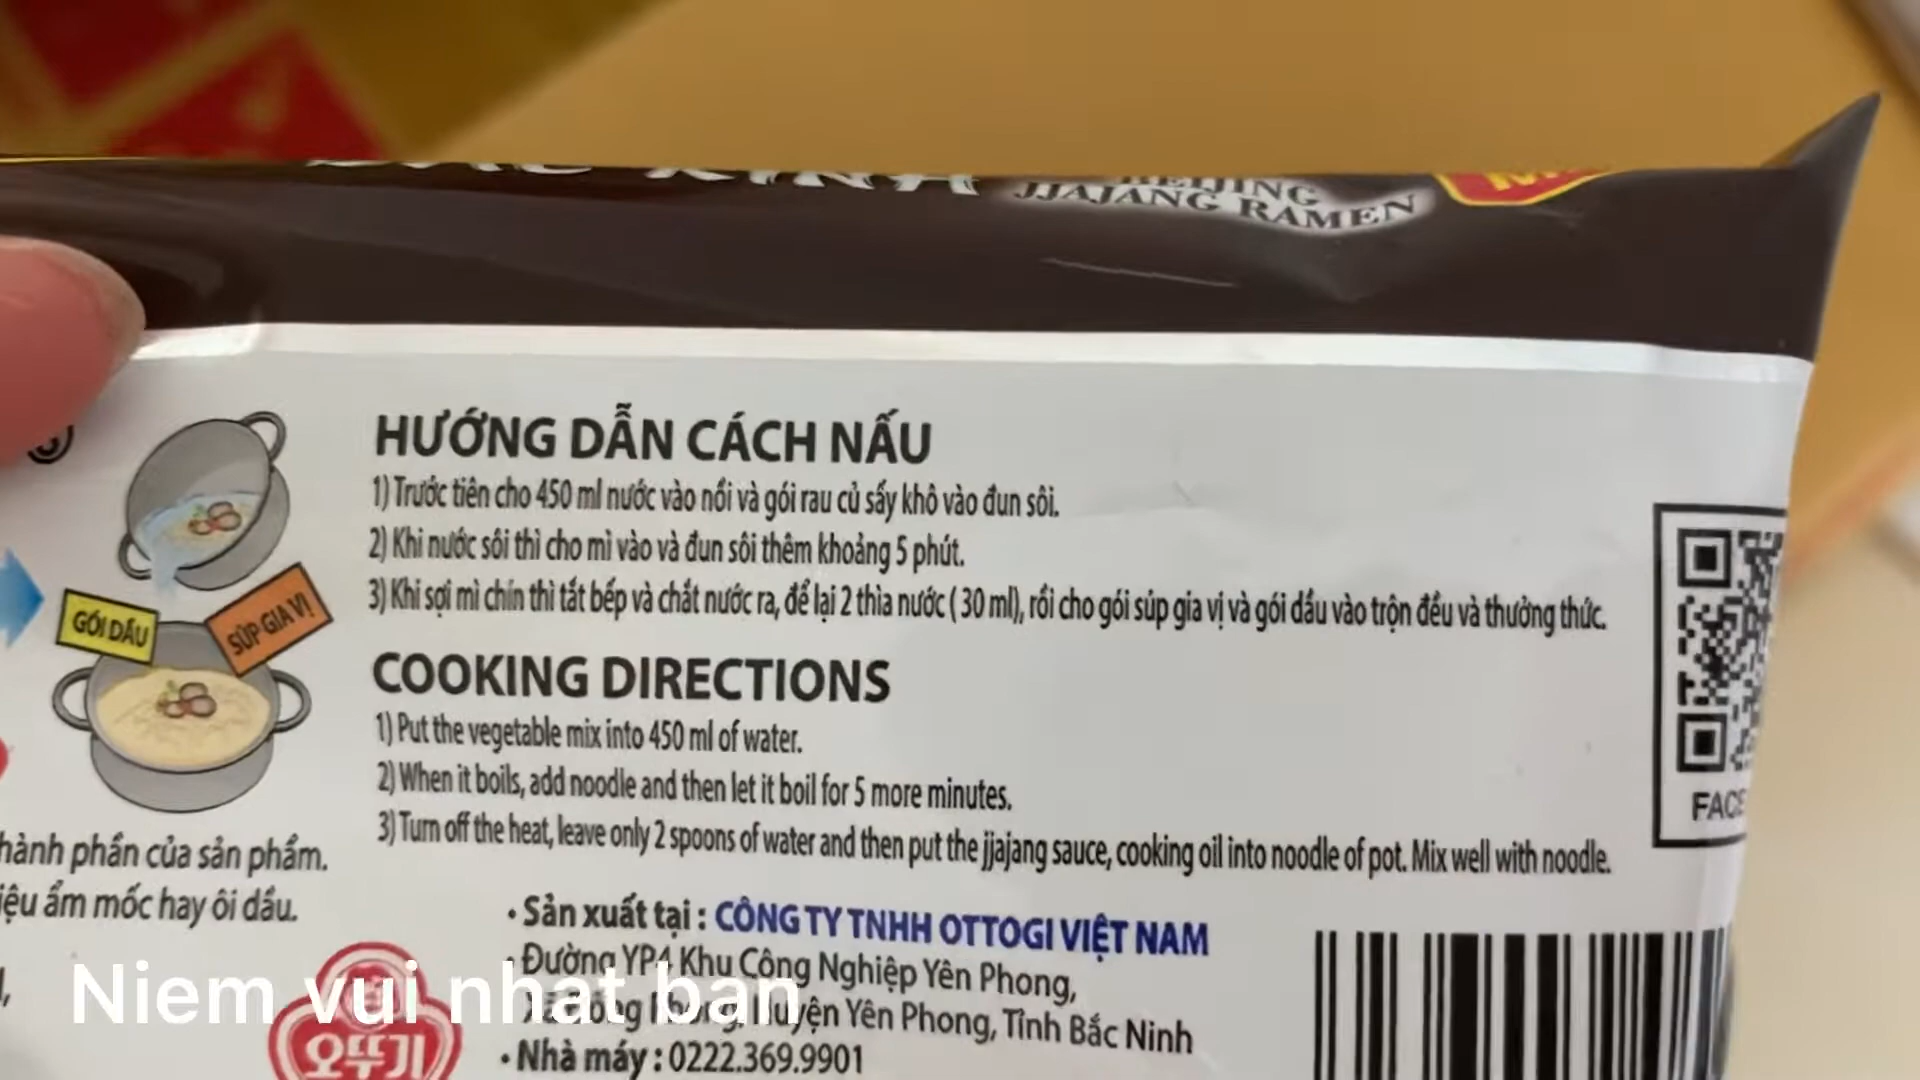 BEIJING
JJAJANG RAMEN
HƯỚNG DẪN CÁCH NẤU
1) Trước tiên cho 450 ml nước vào nồi và gói rau củ sấy khô vào đun sôi.
2) Khi nước sôi thì cho mì vào và đun sôi thêm khoảng 5 phút.
3) Khi sợi mì chín thì tắt bếp và chắt nước ra, để lại 2 thìa nước ( 30 ml), rồi cho gói súp gia vị và gói dầu vào trộn đều và thưởng thức.
GÓI DẦU
SÚP GIA VỊ
COOKING DIRECTIONS
1) Put the vegetable mix into 450 ml of water.
2) When it boils, add noodle and then let it boil for 5 more minutes.
3) Turn off the heat, leave only 2 spoons of water and then put the jjajang sauce, cooking oil into noodle of pot. Mix well with noodle.
FACE
hành phần của sản phẩm.
iệu ẩm mốc hay ôi dầu.
• Sản xuất tại : CÔNG TY TNHH OTTOGI VIỆT NAM
Đường YP4 Khu Công Nghiệp Yên Phong,
Huyện Yên Phong, Tỉnh Bắc Ninh
• Nhà máy : 0222.369.9901
Niem vui nhat ban
오뚜기